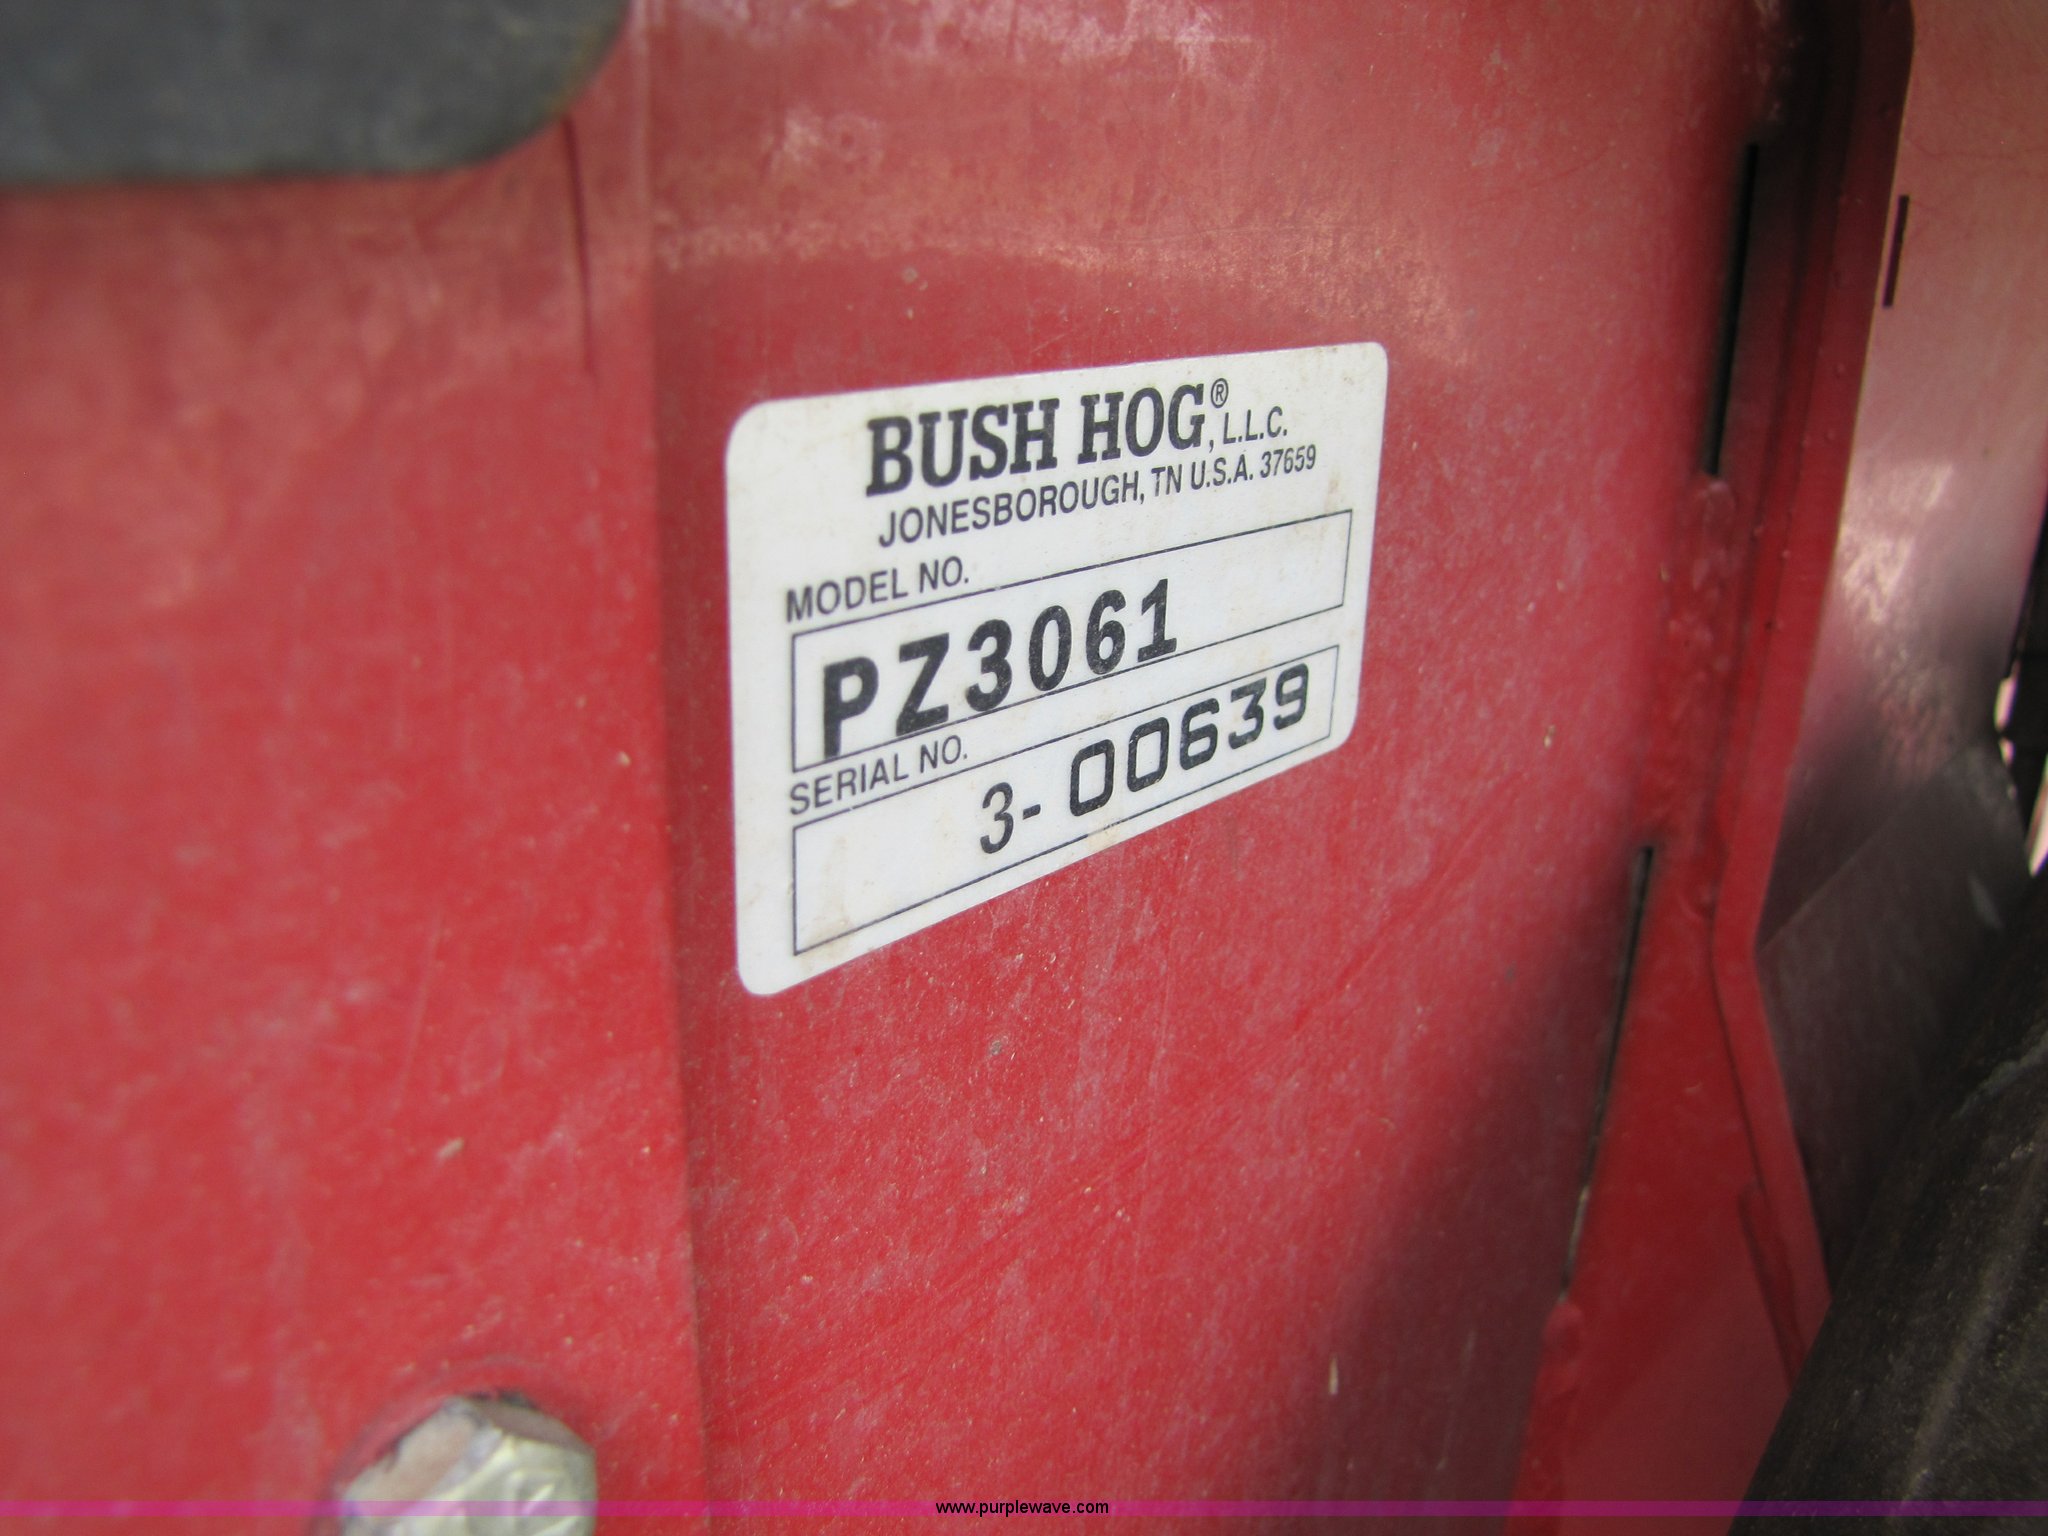 BUSH HOG®, L.L.C.
JONESBOROUGH, TN U.S.A. 37659
MODEL NO.
PZ3061
SERIAL NO.
3-00639
www.purplewave.com